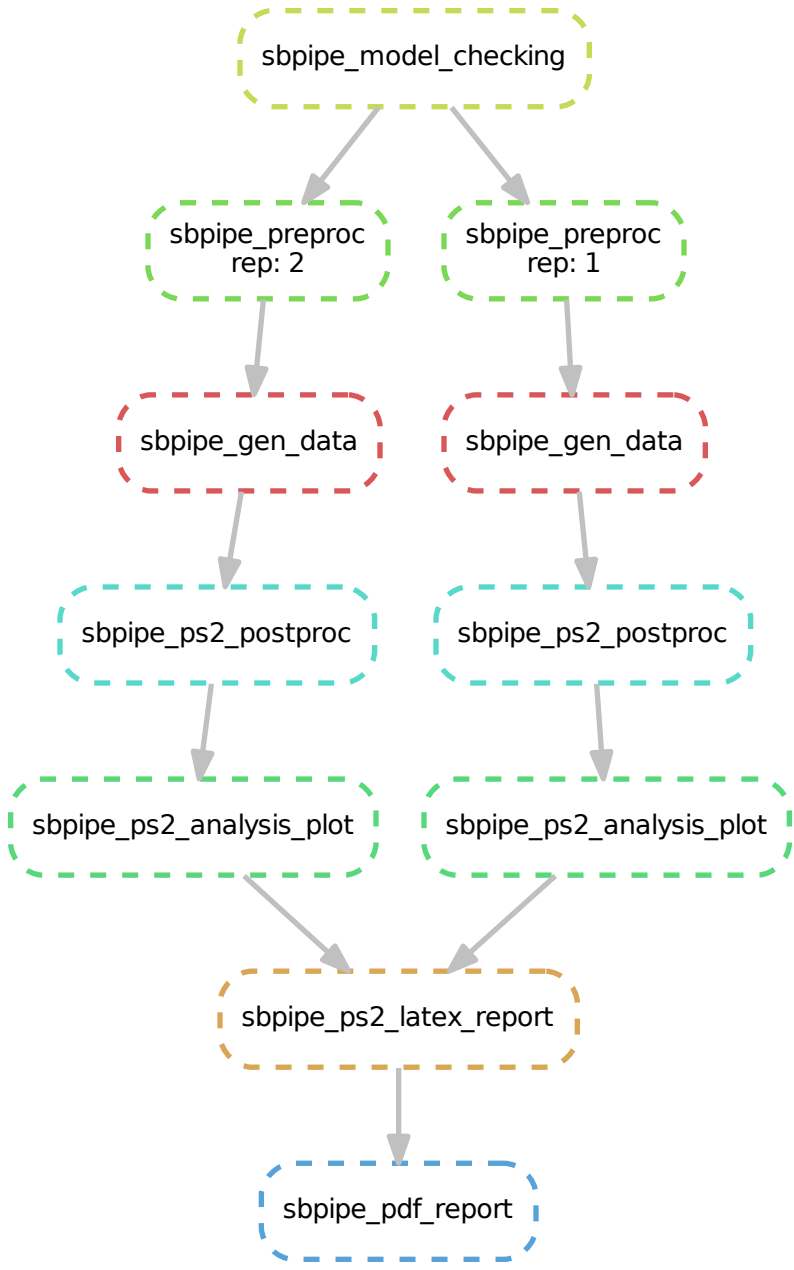 sbpipe_model_checking
sbpipe_preproc
rep: 2
sbpipe_preproc
rep: 1
sbpipe_gen_data
sbpipe_gen_data
sbpipe_ps2_postproc
sbpipe_ps2_postproc
sbpipe_ps2_analysis_plot
sbpipe_ps2_analysis_plot
sbpipe_ps2_latex_report
sbpipe_pdf_report